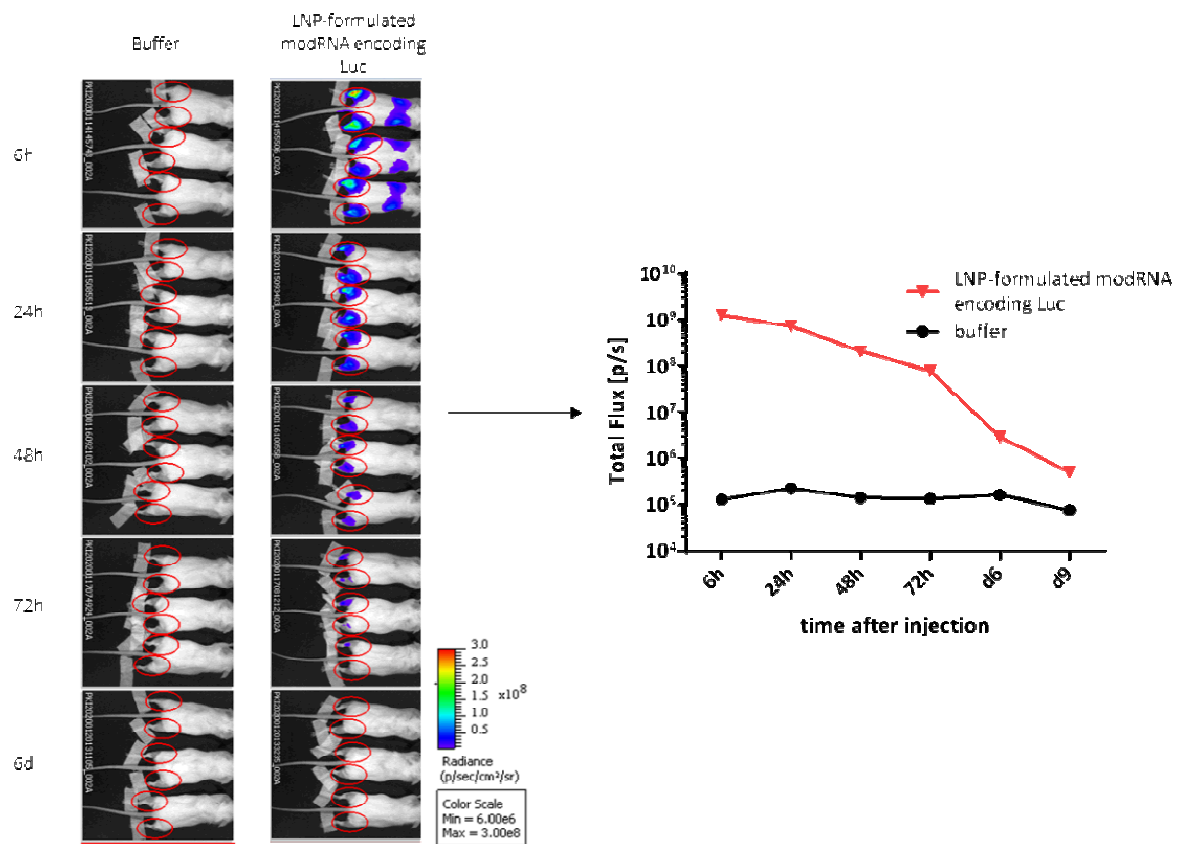 Buffer
LNP-formulated
modRNA encoding
Luc
6h
24h
48h
72h
6d
3.0
2.5
2.0
1.5
1.0
0.5
x10⁸
Radiance
(p/sec/cm²/sr)
Color Scale
Min = 6.00e6
Max = 3.00e8
Total Flux [p/s]
10¹⁰
10⁹
10⁸
10⁷
10⁶
10⁵
10⁴
LNP-formulated modRNA
encoding Luc
buffer
6h
24h
48h
72h
d6
d9
time after injection